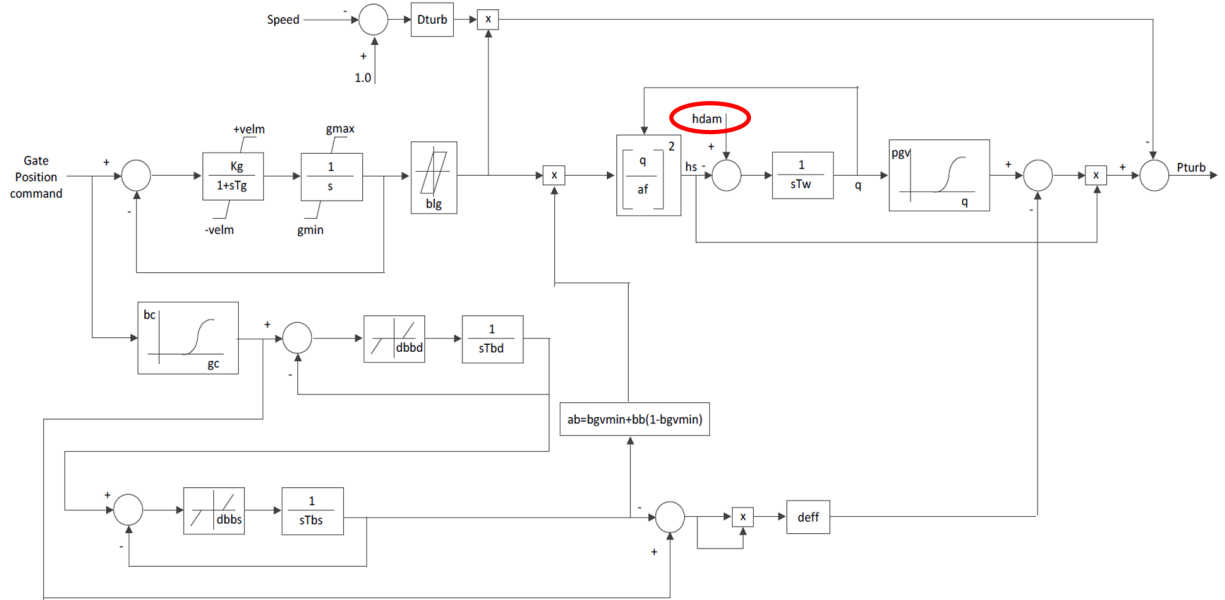 Speed
-
Dturb
x
+
1.0
+velm
gmax
hdam
Gate
Position
command
+
-
Kg
1+sTg
1
s
-velm
gmin
blg
x
q
af
2
hs
-
+
1
sTw
q
pgv
q
+
-
x
+
-
Pturb
bc
gc
+
-
dbbd
1
sTbd
ab=bgvmin+bb(1-bgvmin)
+
-
dbbs
1
sTbs
-
+
x
deff